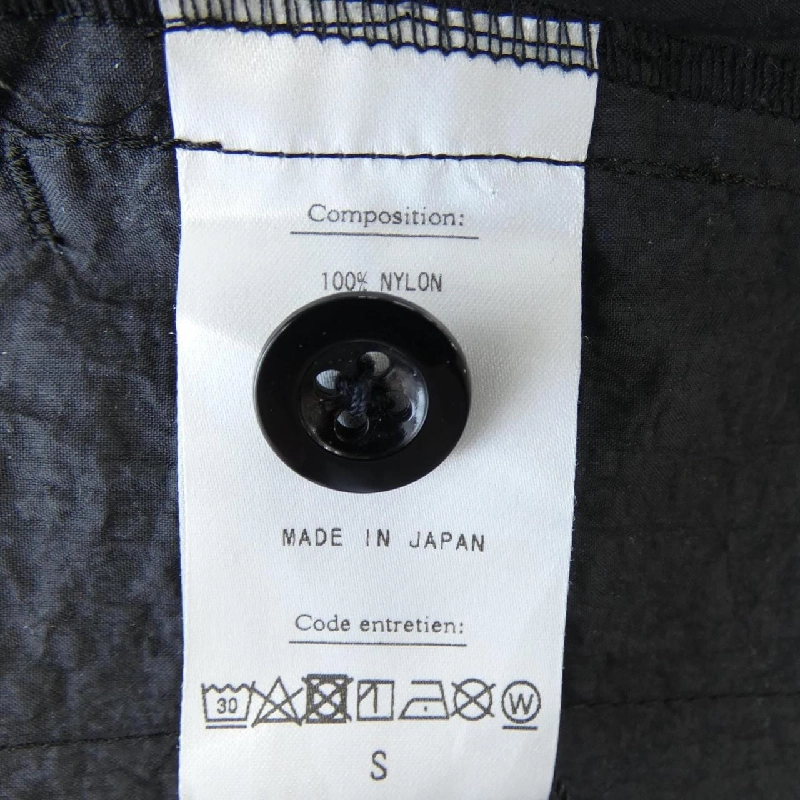 Composition:
100% NYLON
MADE IN JAPAN
Code entretien:
30 W
S